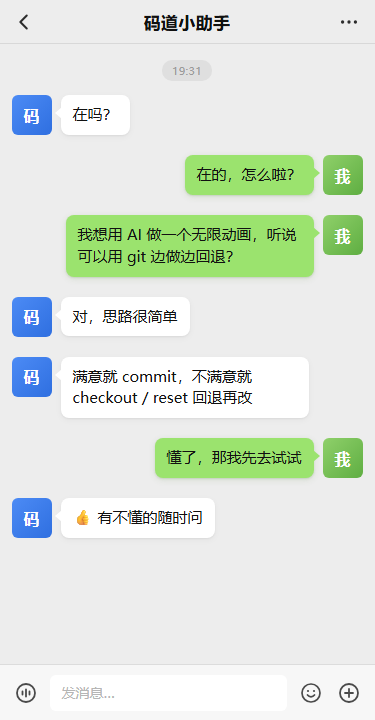 码道小助手
19:31
码
在吗？
在的，怎么啦？
我
我想用 AI 做一个无限动画，听说
可以用 git 边做边回退？
我
码
对，思路很简单
码
满意就 commit，不满意就
checkout / reset 回退再改
懂了，那我先去试试
我
码
👍 有不懂的随时问
发消息...